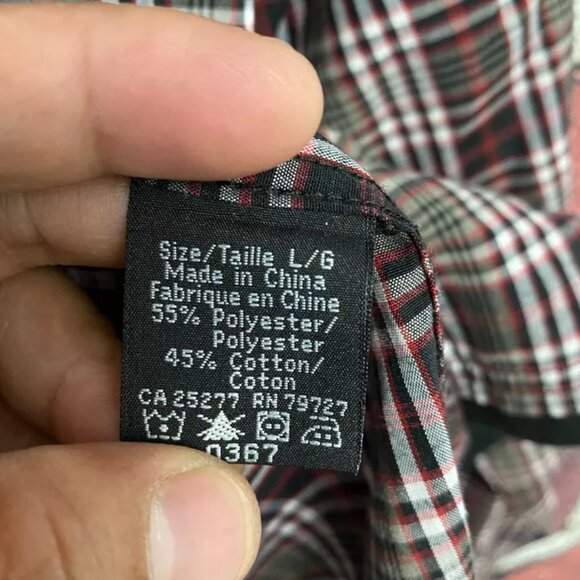 Size/Taille L/G
Made in China
Fabrique en Chine
55% Polyester/
Polyester
45% Cotton/
Coton
CA 25277 RN 79727
0367